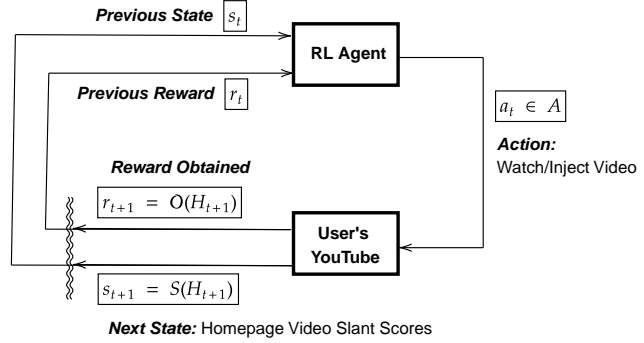 Previous State s_t
RL Agent
Previous Reward r_t
a_t ∈ A
Action:
Watch/Inject Video
Reward Obtained
r_{t+1} = O(H_{t+1})
User's
YouTube
s_{t+1} = S(H_{t+1})
Next State: Homepage Video Slant Scores